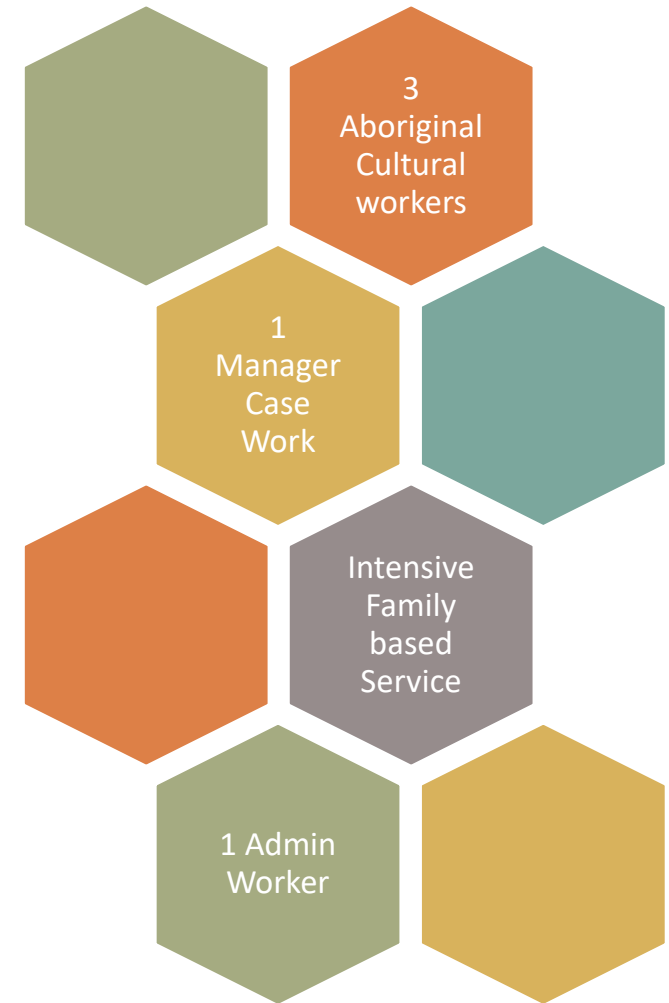 3
Aboriginal
Cultural
workers
1
Manager
Case
Work
Intensive
Family
based
Service
1 Admin
Worker